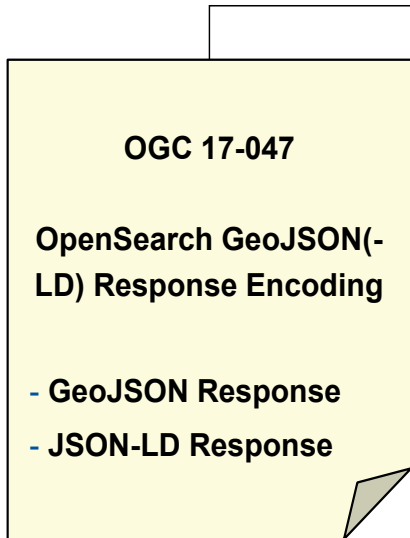 OGC 17-047
OpenSearch GeoJSON(-
LD) Response Encoding
- GeoJSON Response
- JSON-LD Response